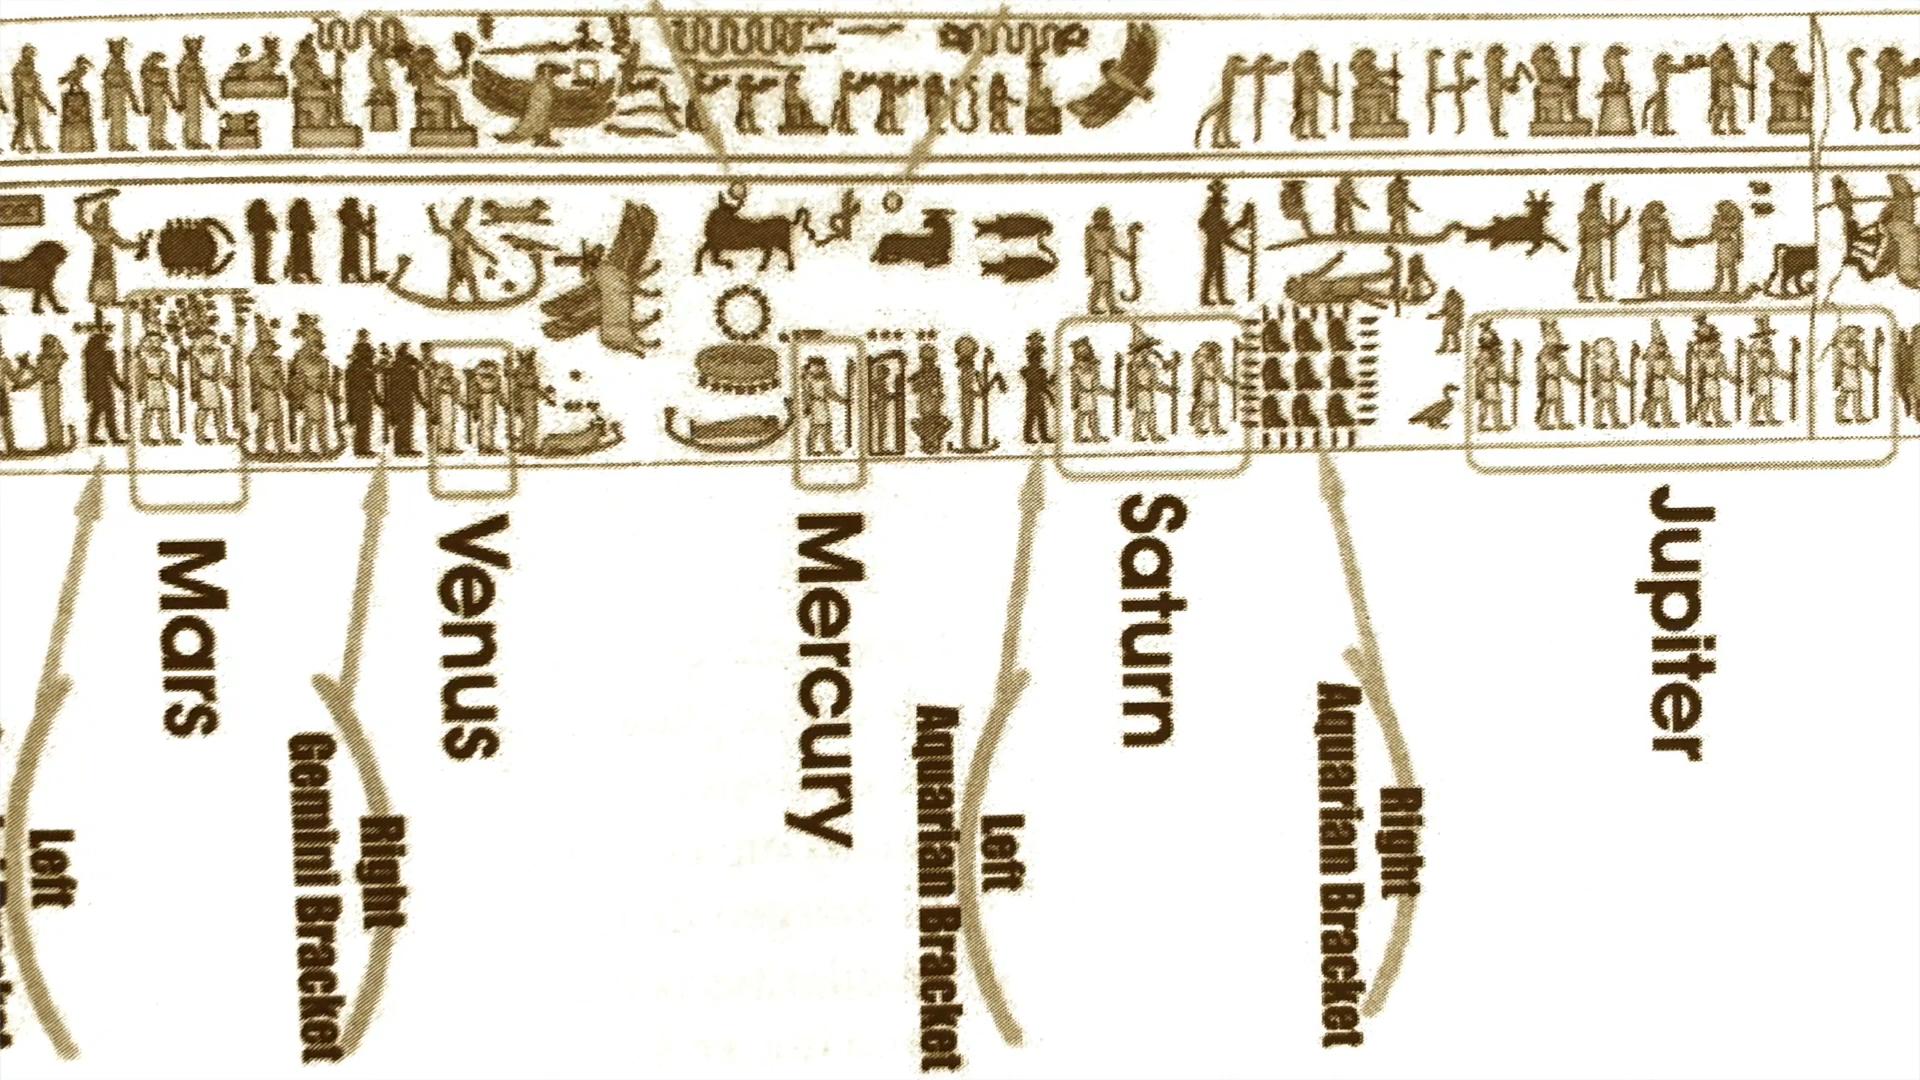 Mars
Venus
Mercury
Saturn
Jupiter
Left
Right
Gemini Bracket
Left
Aquarian Bracket
Right
Aquarian Bracket